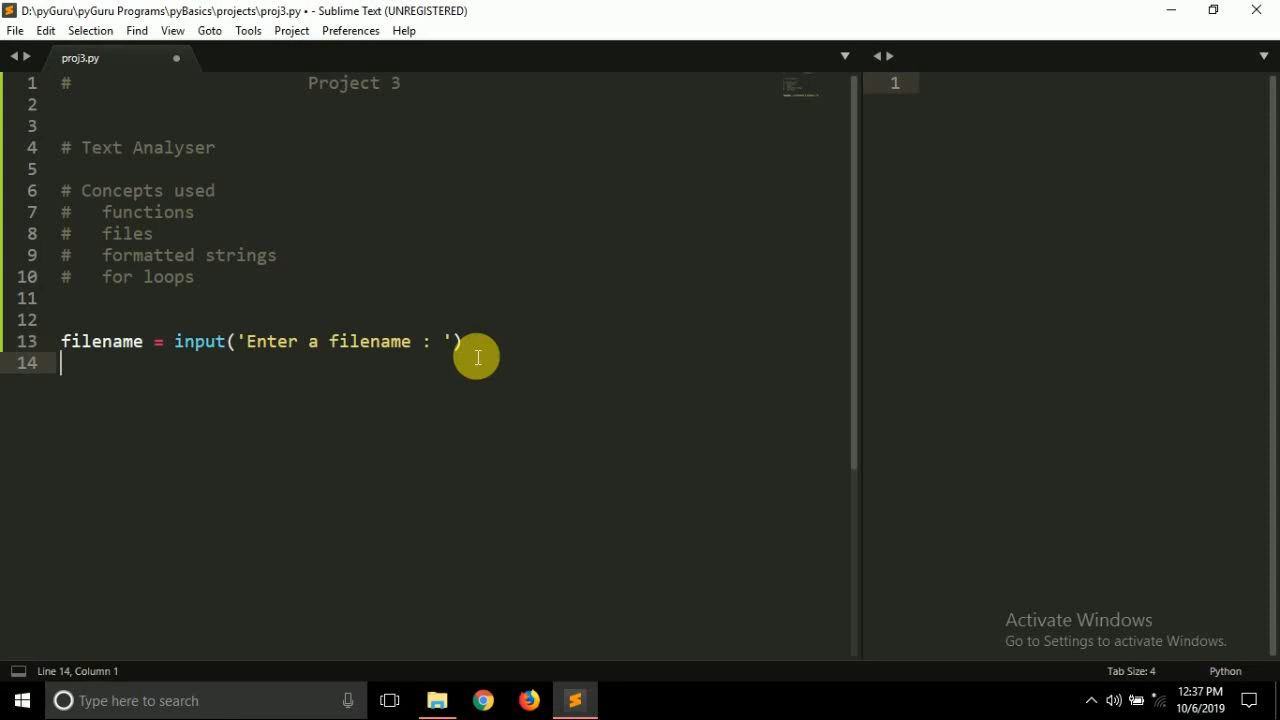 D:\pyGuru\pyGuru Programs\pyBasics\projects\proj3.py • - Sublime Text (UNREGISTERED)
File Edit Selection Find View Goto Tools Project Preferences Help
proj3.py
1 # Project 3
1
2
3
4 # Text Analyser
5
6 # Concepts used
7 # functions
8 # files
9 # formatted strings
10 # for loops
11
12
13 filename = input('Enter a filename : ')
14
Activate Windows
Go to Settings to activate Windows.
Line 14, Column 1 Tab Size: 4 Python
Type here to search
12:37 PM
10/6/2019